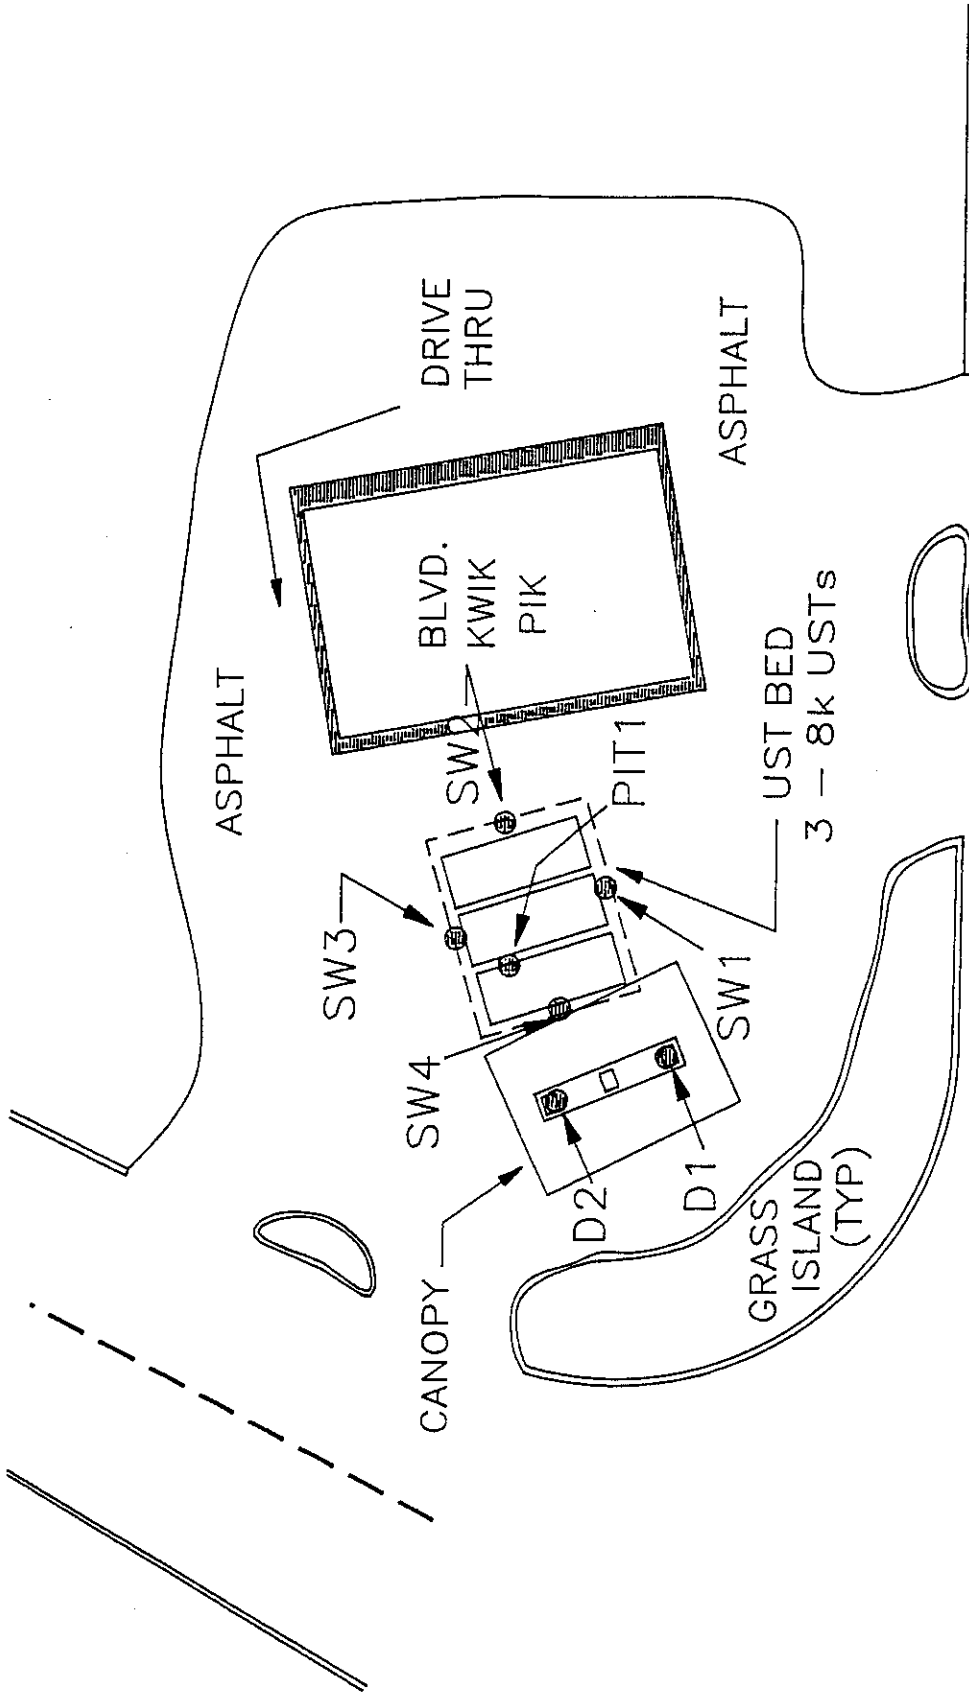 ASPHALT
SW3
DRIVE
THRU
SW4
CANOPY
BLVD.
KWIK
PIK
SW
D2
PIT1
D1
SW1
ASPHALT
UST BED
3 – 8k USTs
GRASS
ISLAND
(TYP)